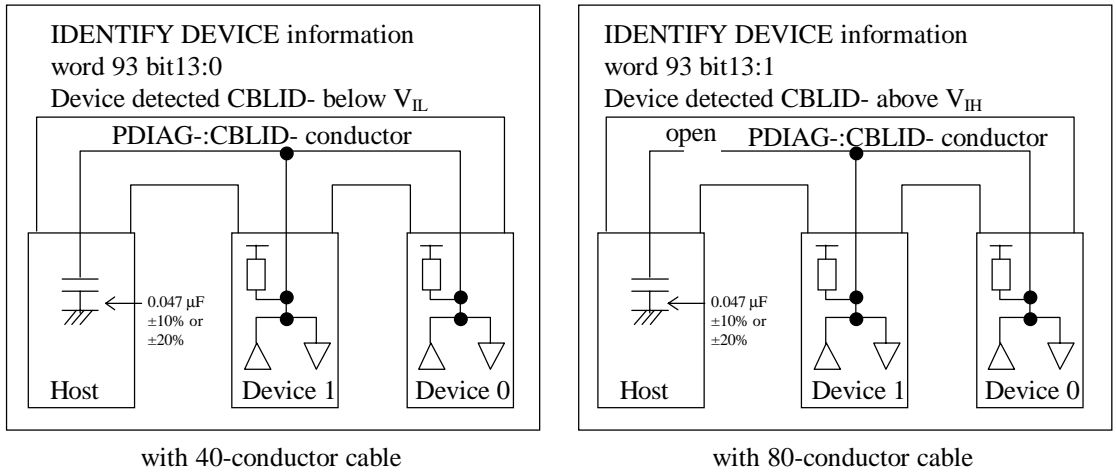 IDENTIFY DEVICE information
word 93 bit13:0
Device detected CBLID- below VIL
PDIAG-:CBLID- conductor
0.047 µF
±10% or
±20%
Host
Device 1
Device 0
with 40-conductor cable
IDENTIFY DEVICE information
word 93 bit13:1
Device detected CBLID- above VIH
open
PDIAG-:CBLID- conductor
0.047 µF
±10% or
±20%
Host
Device 1
Device 0
with 80-conductor cable